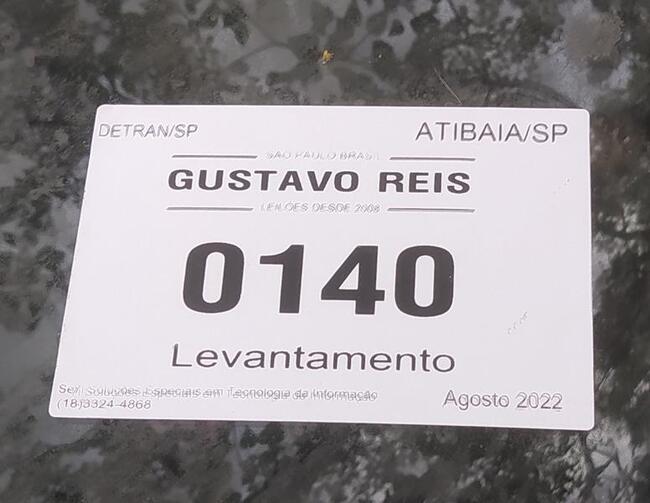 DETRAN/SP
ATIBAIA/SP
SÃO PAULO BRASIL
GUSTAVO REIS
LEILÕES DESDE 2008
0140
Levantamento
Soluções Especiais em Tecnologia da Informação
(18)3324-4868
Agosto 2022